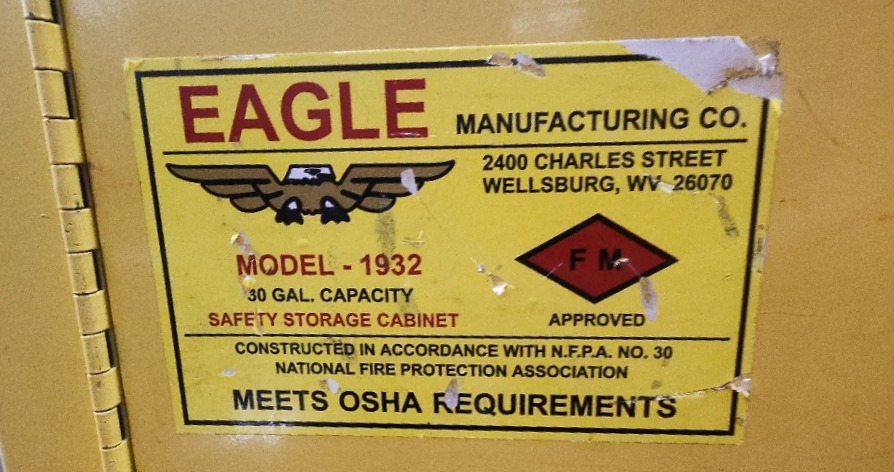 EAGLE MANUFACTURING CO.
2400 CHARLES STREET
WELLSBURG, WV 26070
MODEL - 1932
30 GAL. CAPACITY
SAFETY STORAGE CABINET
F M
APPROVED
CONSTRUCTED IN ACCORDANCE WITH N.F.P.A. NO. 30
NATIONAL FIRE PROTECTION ASSOCIATION
MEETS OSHA REQUIREMENTS